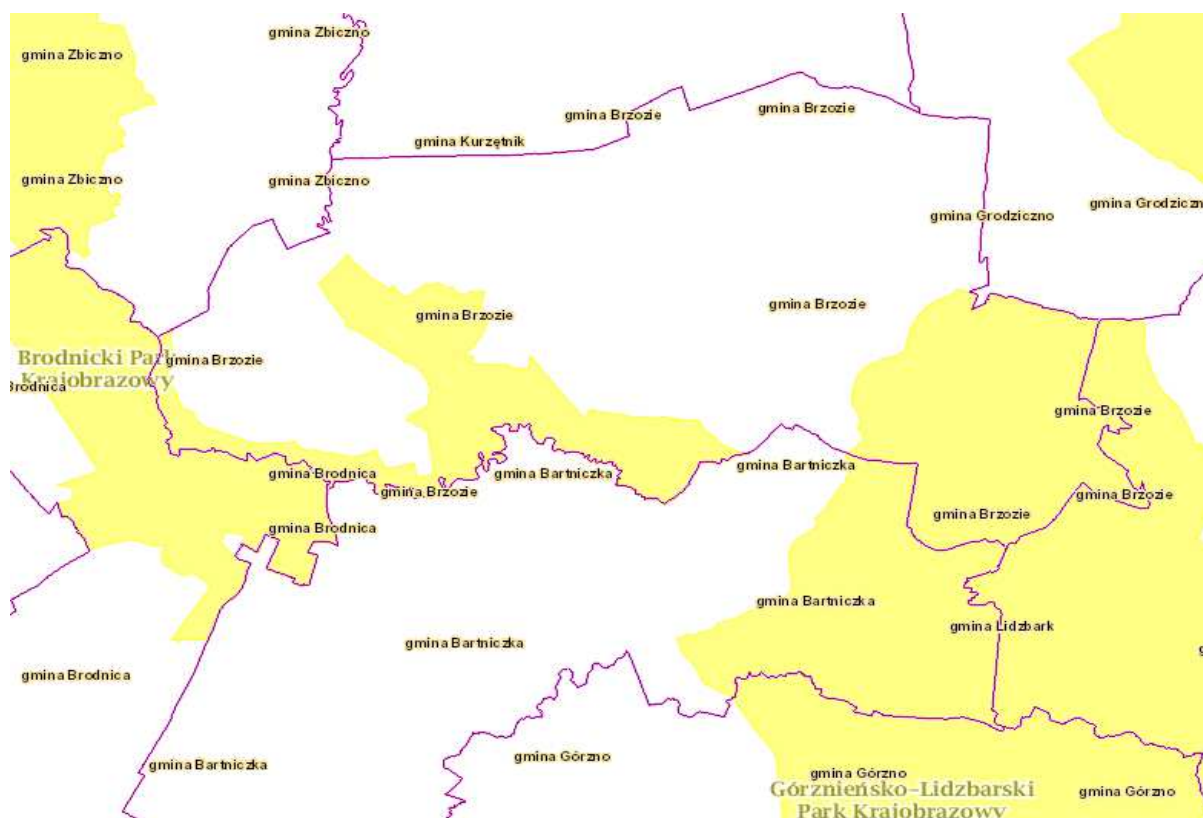 gmina Zbiczno
gmina Zbiczno
gmina Brzozie
gmina Brzozie
gmina Kurzętnik
gmina Zbiczno
gmina Zbiczno
gmina Grodziczn
gmina Grodziczno
gmina Brzozie
gmina Brzozie
Brodnicki Park
Krajobrazowy
gmina Brzozie
Brodnica
gmina Brzozie
gmina Brodnica
gmina Bartniczka
gmina Bartniczka
gmina Brzozie
gmina Brzozie
gmina Brzozie
gmina Brodnica
gmina Bartniczka
gmina Lidzbark
gmina Bartniczka
g
gmina Brodnica
gmina Bartniczka
gmina Górzno
gmina Górzno
Górznieńsko-Lidzbarski
Park Krajobrazowy
gmina Górzno